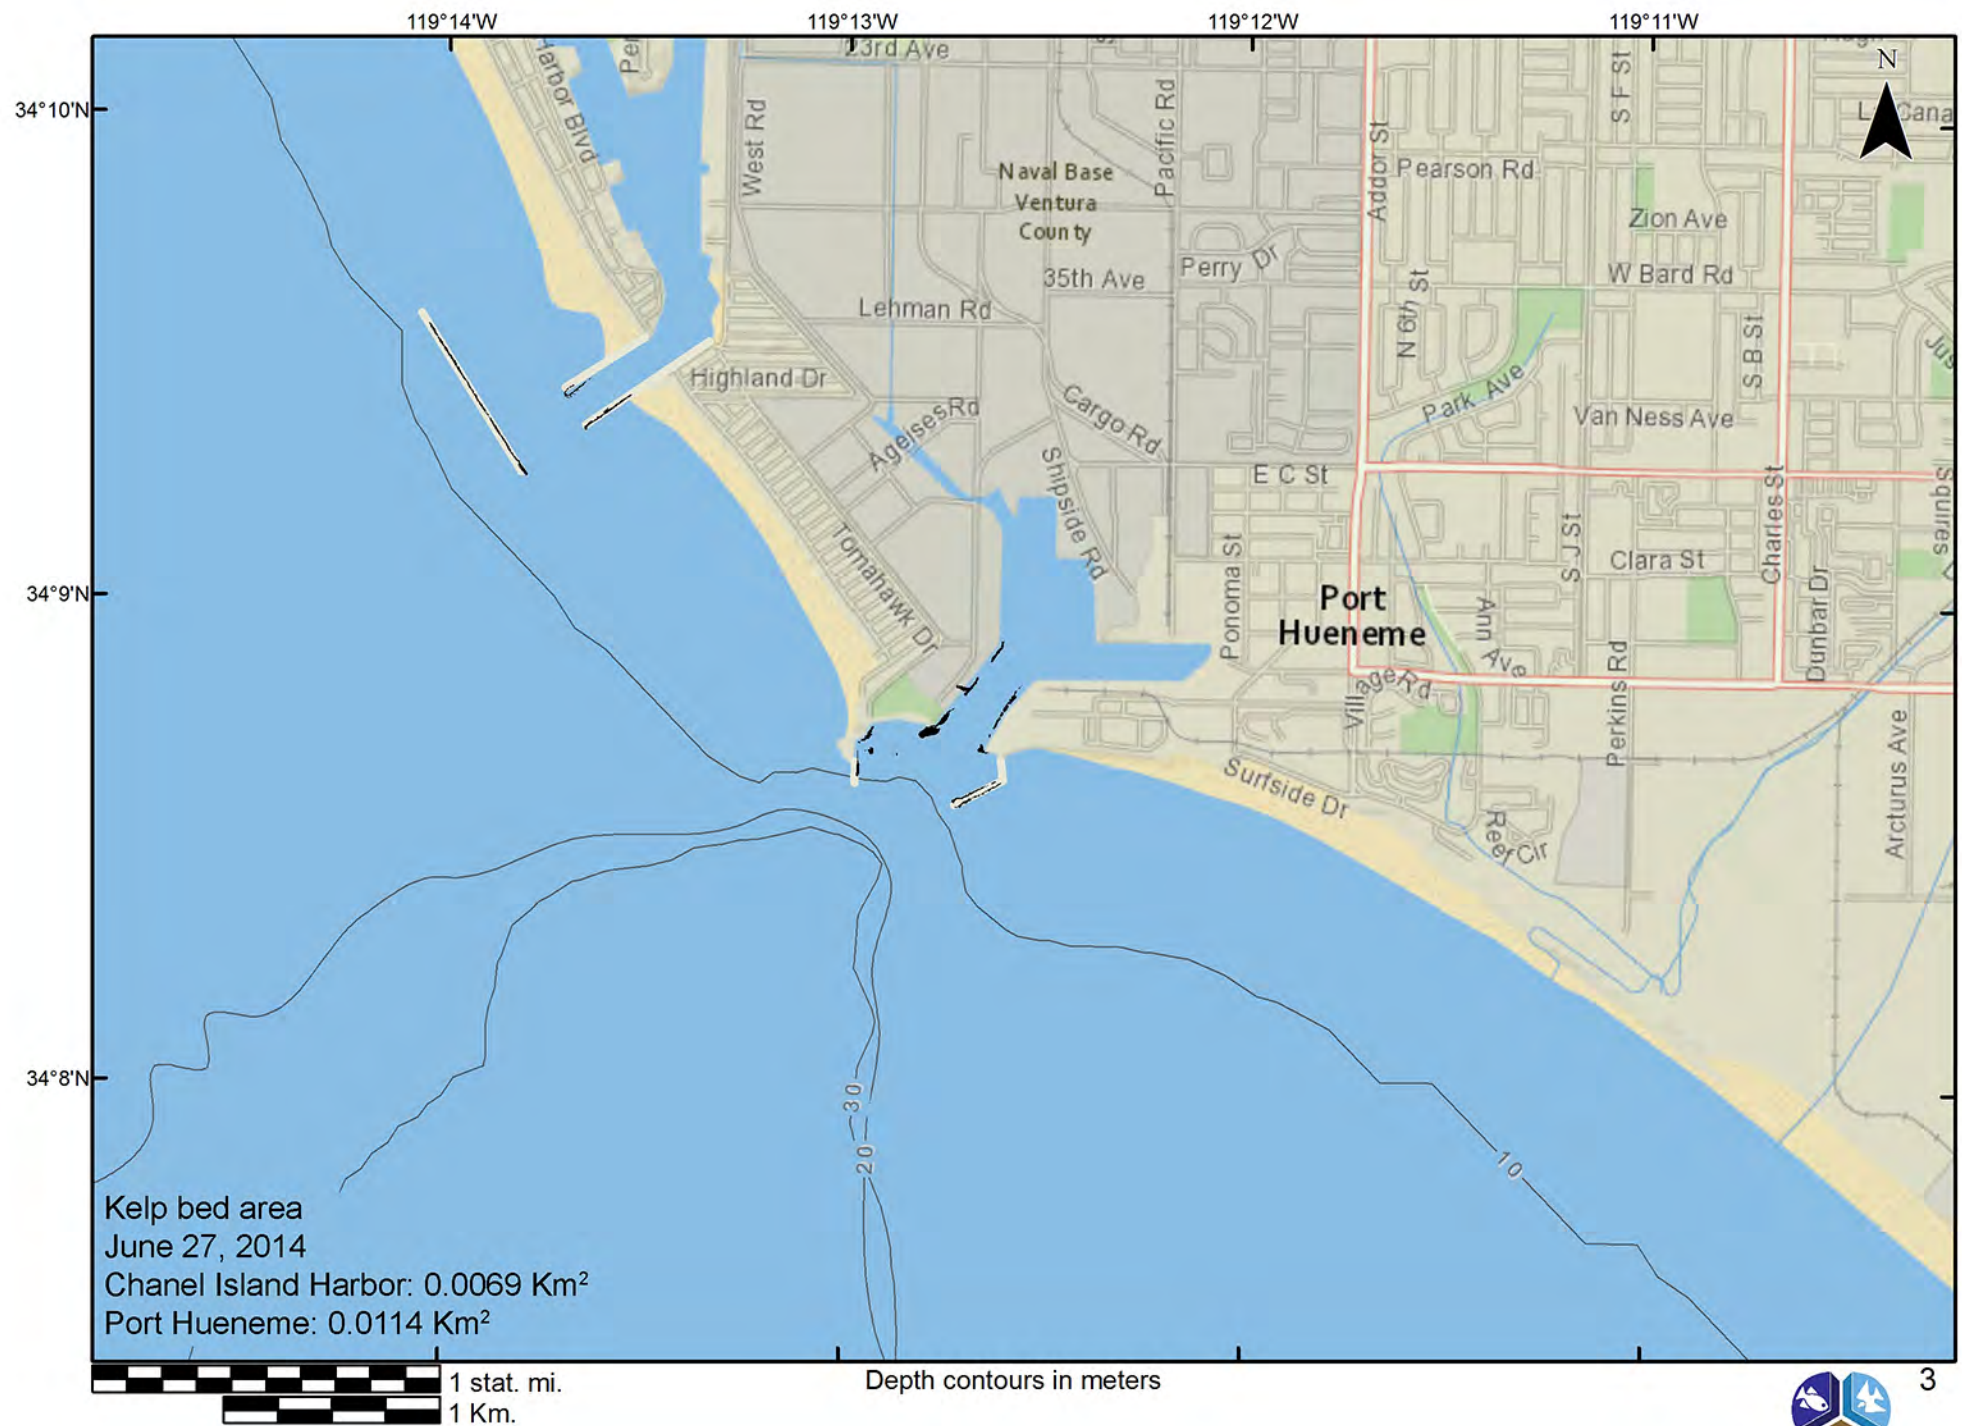 119°14'W
119°13'W
119°12'W
119°11'W
34°10'N
34°9'N
34°8'N
N
Harbor Blvd
Per
23rd Ave
West Rd
Pacific Rd
Naval Base
Ventura
County
35th Ave
Perry Dr
Lehman Rd
Highland Dr
Ageises Rd
Cargo Rd
Shipside Rd
Tomahawk Dr
Addor St
Pearson Rd
S F St
Zion Ave
W Bard Rd
N 6th St
S B St
Park Ave
Van Ness Ave
E C St
Ponoma St
S J St
Clara St
Charles St
Squires
Port
Hueneme
Ann Ave
Dunbar Dr
Village Rd
Perkins Rd
Surfside Dr
Reef Cir
Arcturus Ave
30
20
10
Kelp bed area
June 27, 2014
Chanel Island Harbor: 0.0069 Km²
Port Hueneme: 0.0114 Km²
1 stat. mi.
1 Km.
Depth contours in meters
3